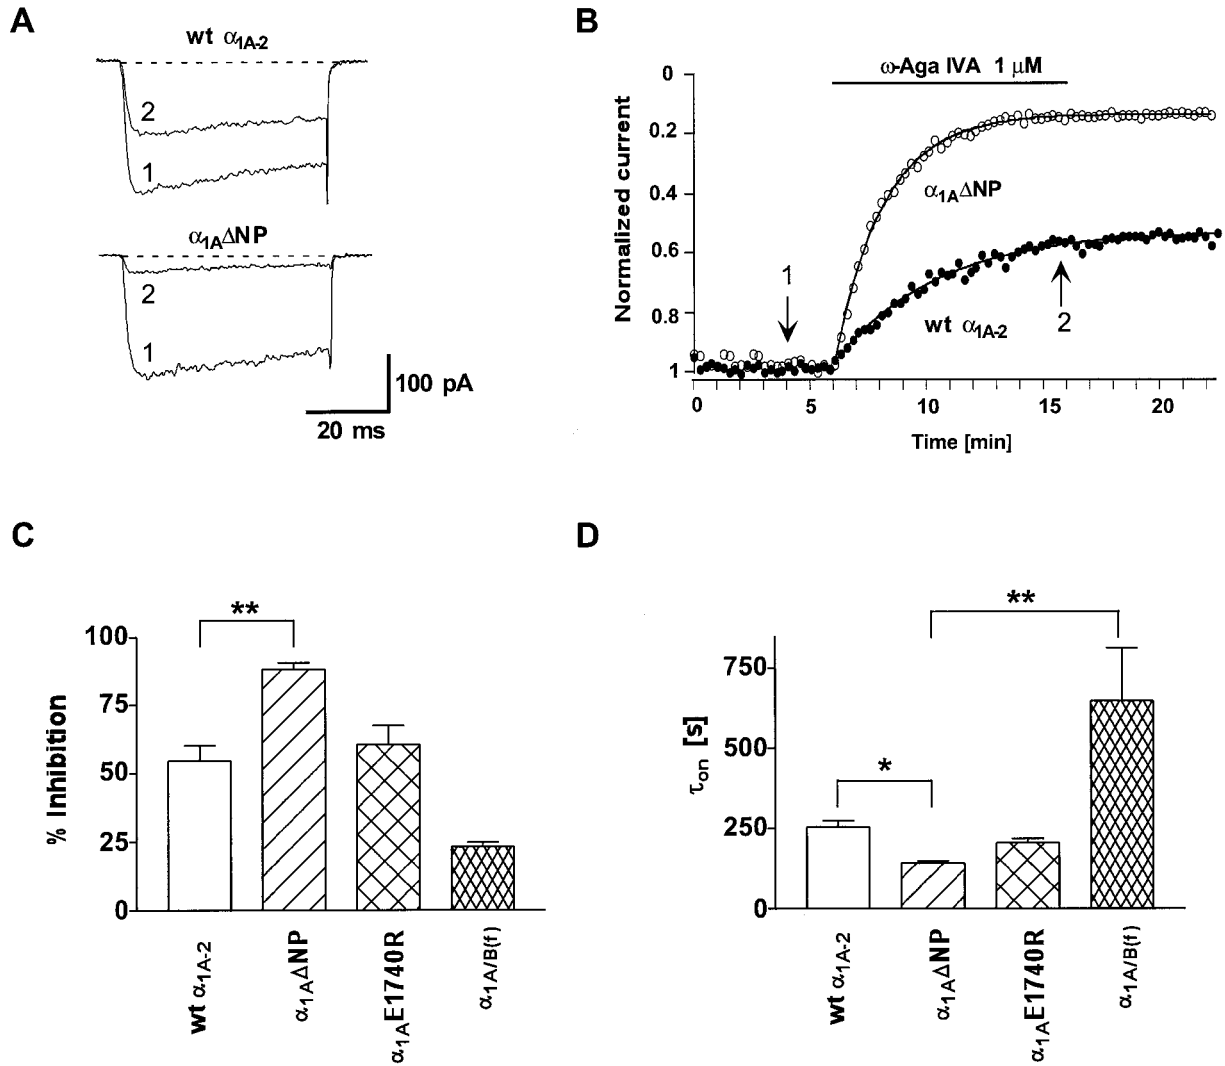 A
wt α1A-2
2
1
α1AΔNP
2
1
100 pA
20 ms
B
ω-Aga IVA 1 μM
Normalized current
0
0.2
0.4
0.6
0.8
1
α1AΔNP
1
wt α1A-2
2
0 5 10 15 20
Time [min]
C
**
% Inhibition
100
75
50
25
0
wt α1A-2
α1AΔNP
α1AE1740R
α1A/B(f)
D
**
*
τon [s]
750
500
250
0
wt α1A-2
α1AΔNP
α1AE1740R
α1A/B(f)